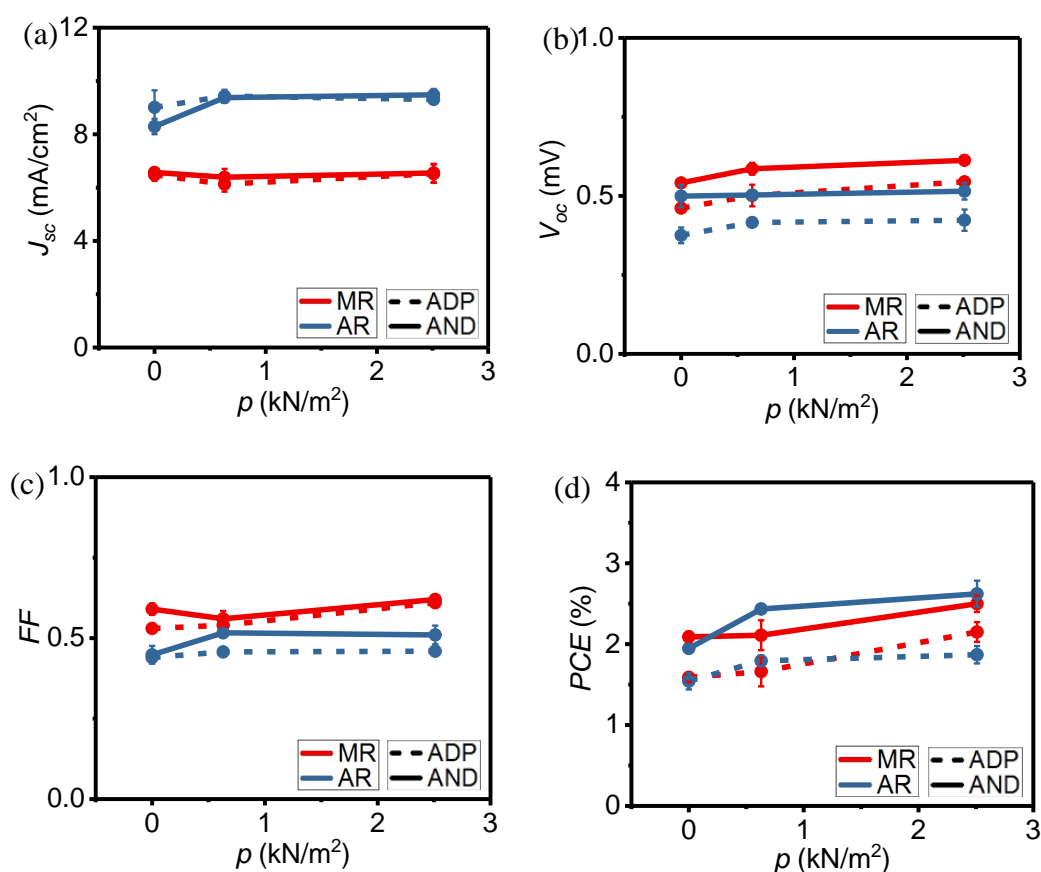 (a)
12
9
6
3
0
J_sc (mA/cm²)
MR
AR
ADP
AND
0 1 2 3
p (kN/m²)
(b)
1.0
0.5
0.0
V_oc (mV)
MR
AR
ADP
AND
0 1 2 3
p (kN/m²)
(c)
1.0
0.5
0.0
FF
MR
AR
ADP
AND
0 1 2 3
p (kN/m²)
(d)
4
3
2
1
0
PCE (%)
MR
AR
ADP
AND
0 1 2 3
p (kN/m²)